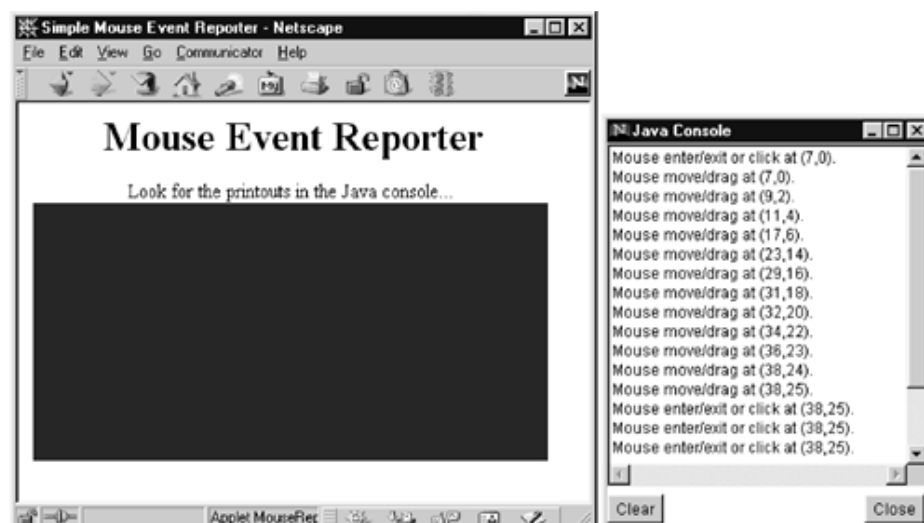 Simple Mouse Event Reporter - Netscape
File Edit View Go Communicator Help
My
N
Mouse Event Reporter
Look for the printouts in the Java console...
Applet MouseRep
N Java Console
Mouse enter/exit or click at (7,0).
Mouse move/drag at (7,0).
Mouse move/drag at (9,2).
Mouse move/drag at (11,4).
Mouse move/drag at (17,6).
Mouse move/drag at (23,14).
Mouse move/drag at (29,16).
Mouse move/drag at (31,18).
Mouse move/drag at (32,20).
Mouse move/drag at (34,22).
Mouse move/drag at (36,23).
Mouse move/drag at (38,24).
Mouse move/drag at (38,25).
Mouse enter/exit or click at (38,25).
Mouse enter/exit or click at (38,25).
Mouse enter/exit or click at (38,25).
Clear Close